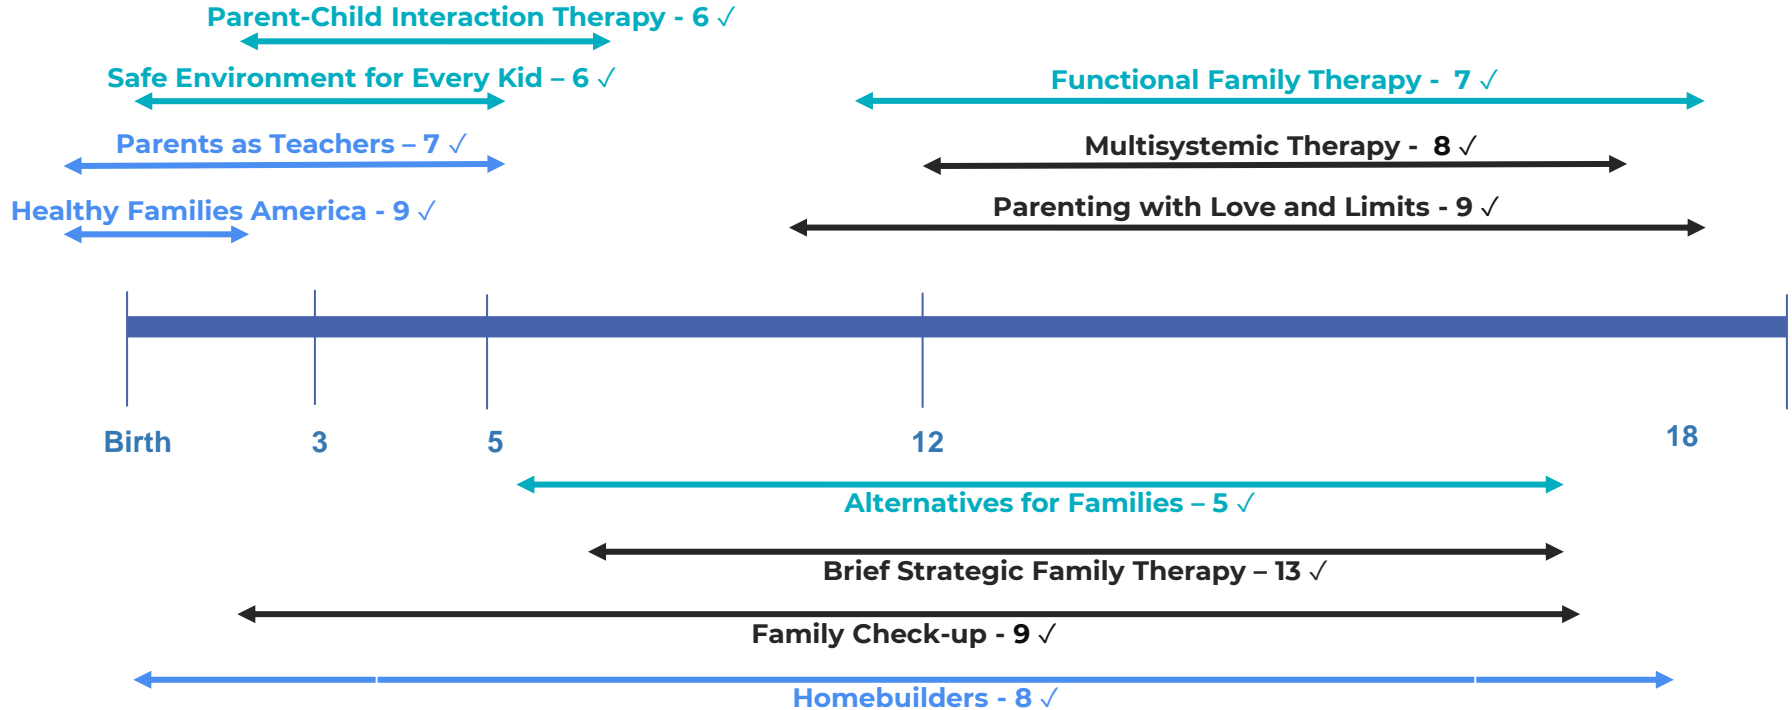 Parent-Child Interaction Therapy - 6 ✓
Safe Environment for Every Kid – 6 ✓
Functional Family Therapy - 7 ✓
Parents as Teachers – 7 ✓
Multisystemic Therapy - 8 ✓
Healthy Families America - 9 ✓
Parenting with Love and Limits - 9 ✓
Birth
3
5
12
18
Alternatives for Families – 5 ✓
Brief Strategic Family Therapy – 13 ✓
Family Check-up - 9 ✓
Homebuilders - 8 ✓